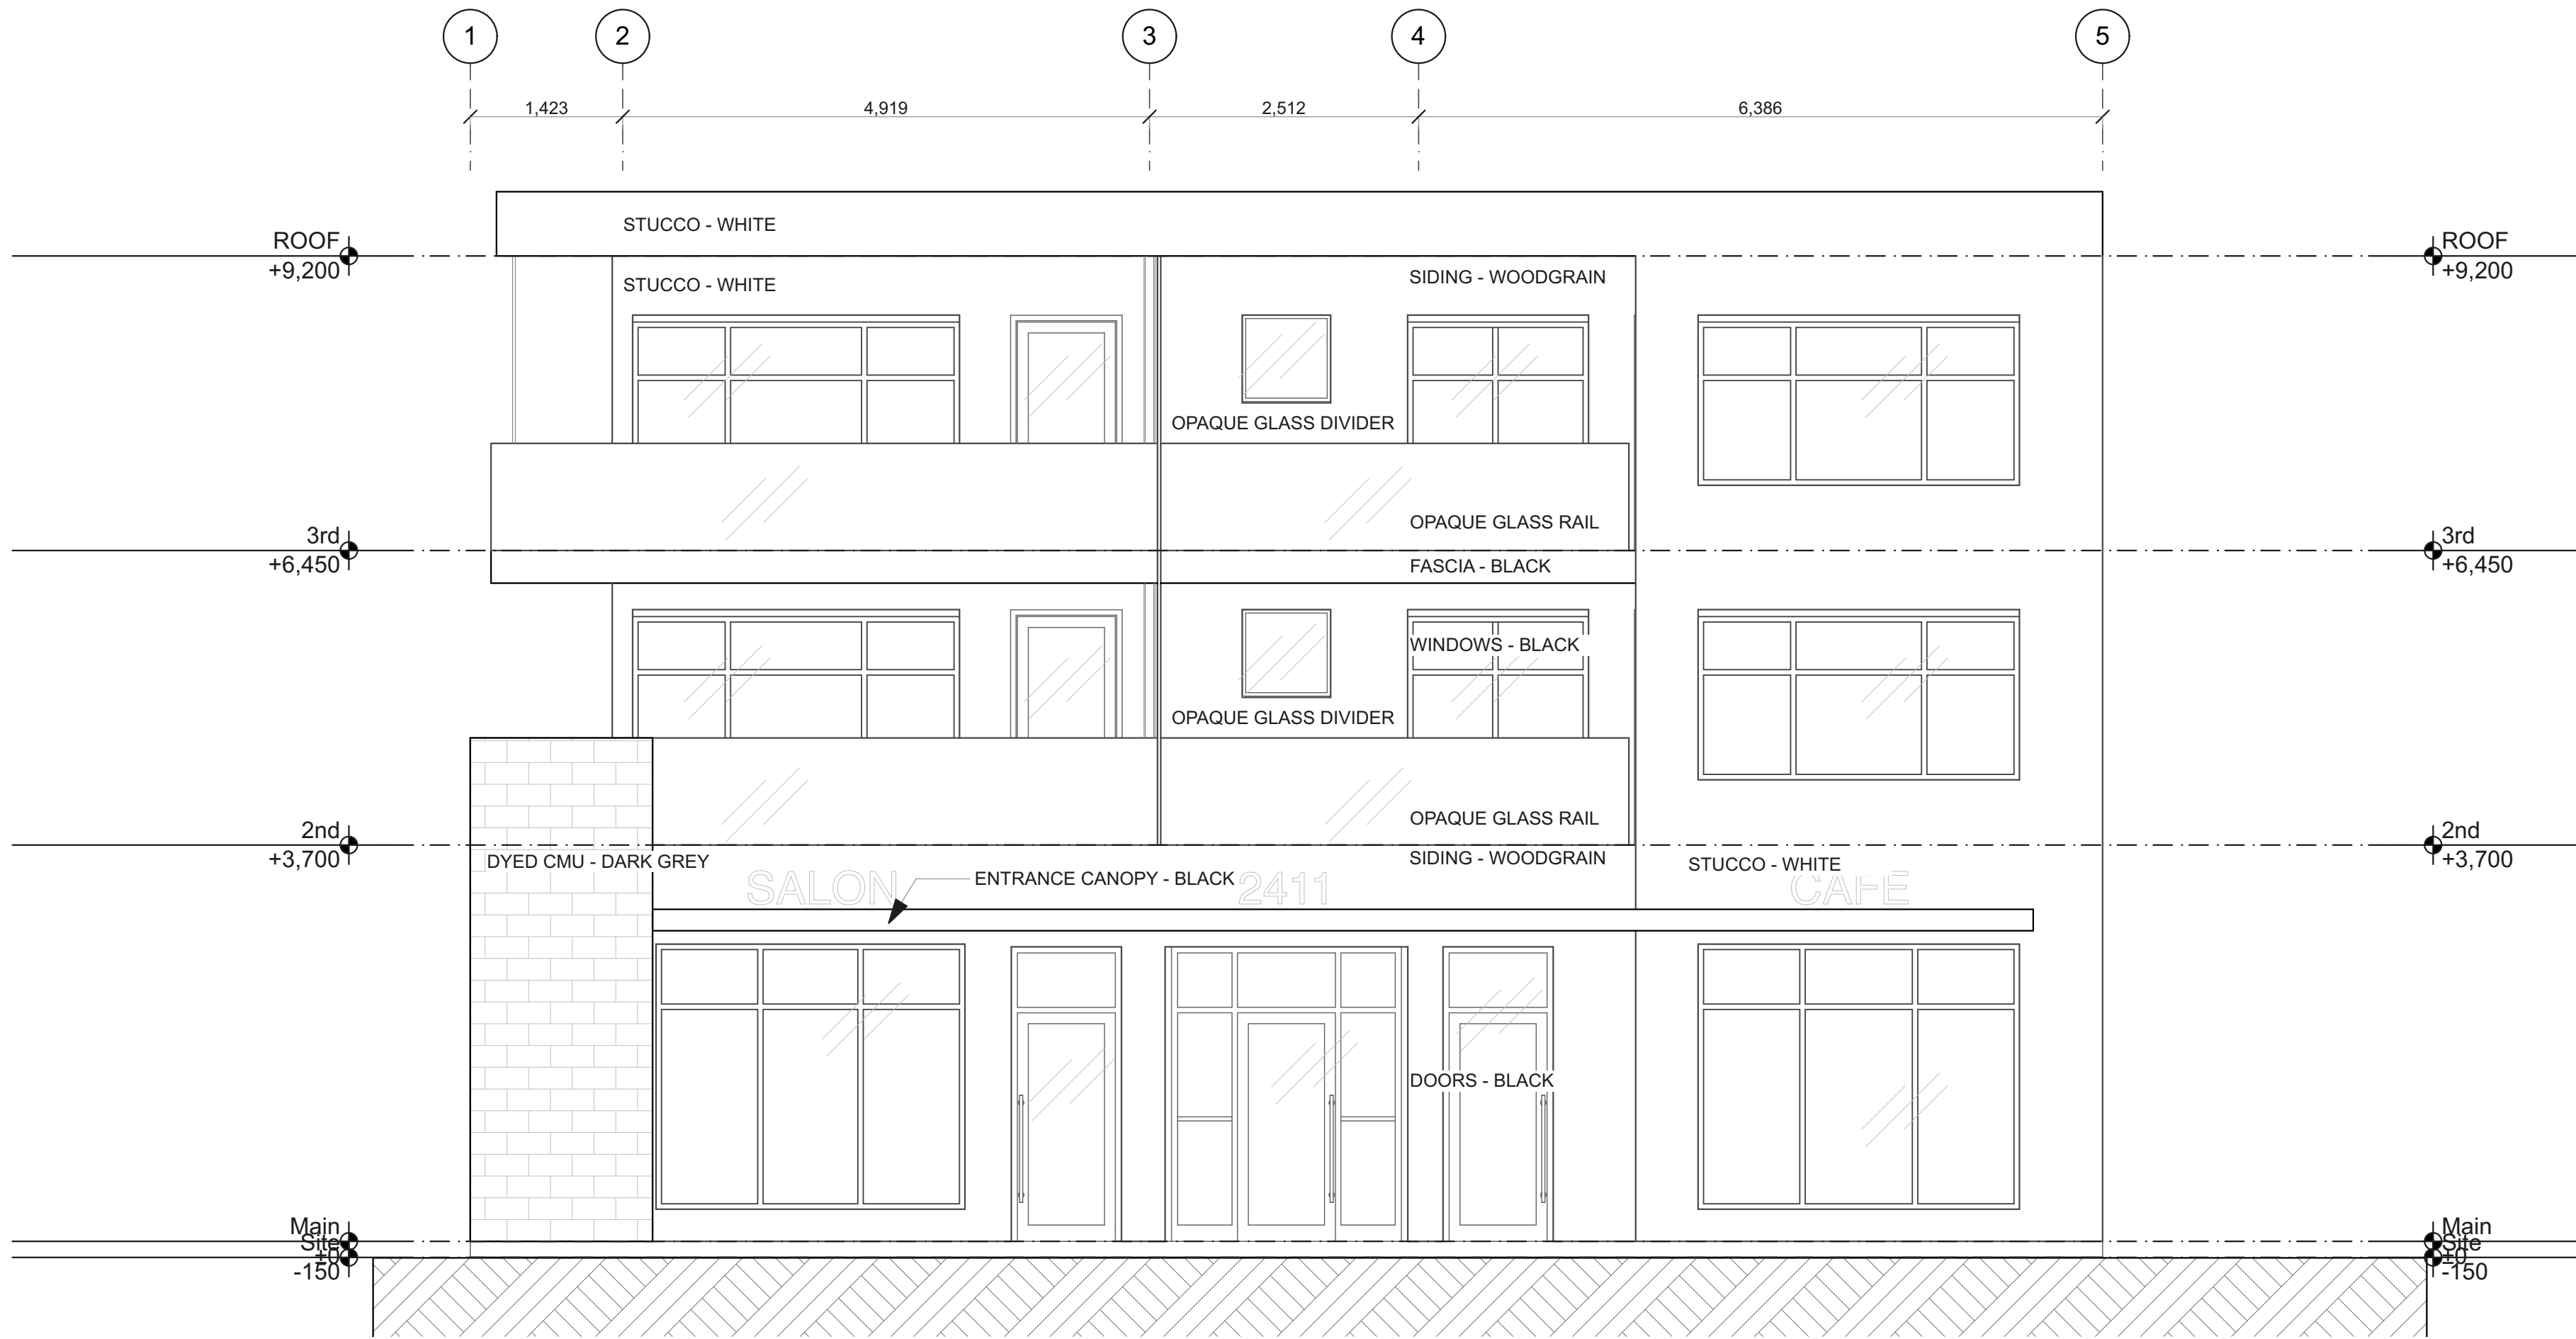 1 2 3 4 5
1,423 4,919 2,512 6,386
STUCCO - WHITE
ROOF
+9,200
ROOF
+9,200
STUCCO - WHITE
SIDING - WOODGRAIN
OPAQUE GLASS DIVIDER
OPAQUE GLASS RAIL
3rd
+6,450
3rd
+6,450
FASCIA - BLACK
WINDOWS - BLACK
OPAQUE GLASS DIVIDER
OPAQUE GLASS RAIL
2nd
+3,700
2nd
+3,700
DYED CMU - DARK GREY
SIDING - WOODGRAIN
STUCCO - WHITE
ENTRANCE CANOPY - BLACK
SALON 2411 CAFE
DOORS - BLACK
Main
Site
±0
-150
Main
Site
±0
-150